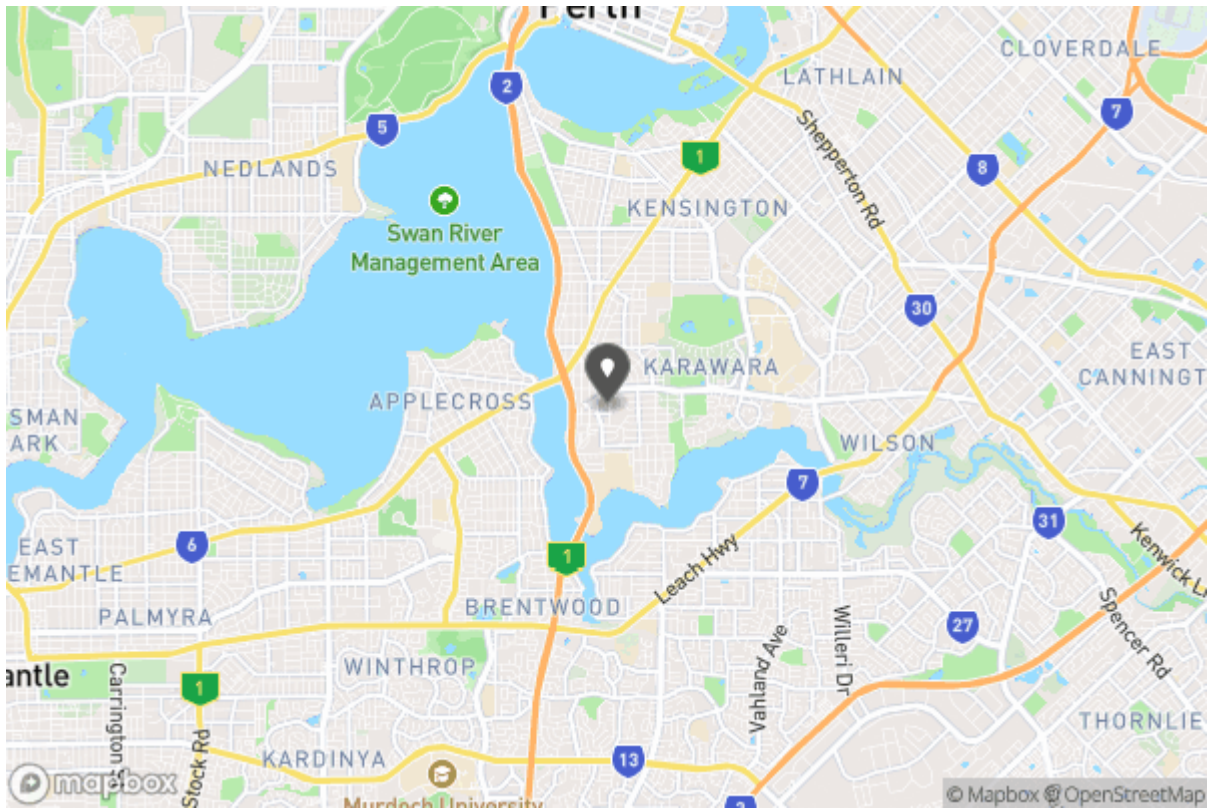 Perth
CLOVERDALE
LATHLAIN
2
7
5
Shepperton Rd
1
8
NEDLANDS
KENSINGTON
Swan River
Management Area
30
KARAWARA
EAST
CANNINGT
APPLECROSS
SMAN
ARK
WILSON
7
31
6
EAST
EMANTLE
1
Leach Hwy
Kenwick Li
BRENTWOOD
PALMYRA
27
Spencer Rd
Willeri Dr
Vahland Ave
WINTHROP
antle
1
Carrington St
Stock Rd
THORNLIE
KARDINYA
13
mapbox
Murdoch University
© Mapbox © OpenStreetMap